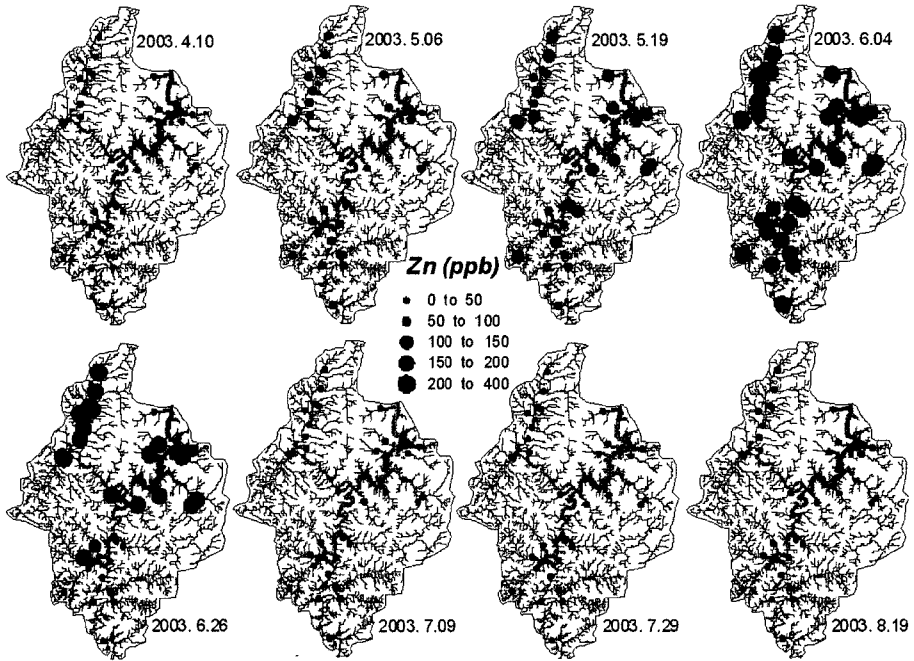 2003. 4.10
2003. 5.06
2003. 5.19
2003. 6.04
Zn (ppb)
0 to 50
50 to 100
100 to 150
150 to 200
200 to 400
2003. 6.26
2003. 7.09
2003. 7.29
2003. 8.19